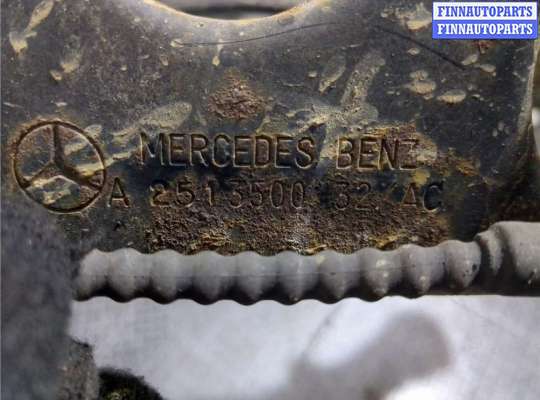 FINNAUTOPARTS
FINNAUTOPARTS
MERCEDES BENZ
A 2513500 32 AC